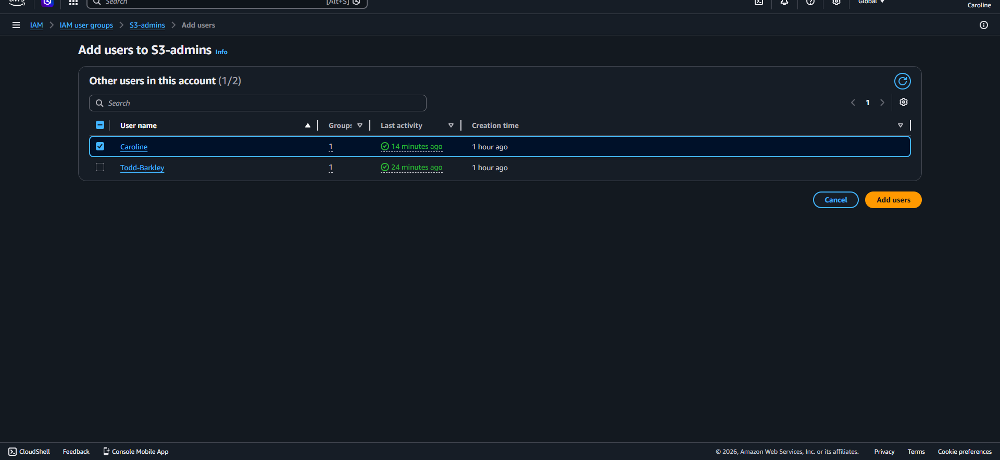 aws
Search
[Alt+S]
Global
Caroline
IAM
IAM user groups
S3-admins
Add users
Add users to S3-admins Info
Other users in this account (1/2)
Search
1
User name
Groups
Last activity
Creation time
Caroline 1 14 minutes ago 1 hour ago
Todd-Barkley 1 24 minutes ago 1 hour ago
Cancel
Add users
CloudShell
Feedback
Console Mobile App
© 2026, Amazon Web Services, Inc. or its affiliates.
Privacy
Terms
Cookie preferences